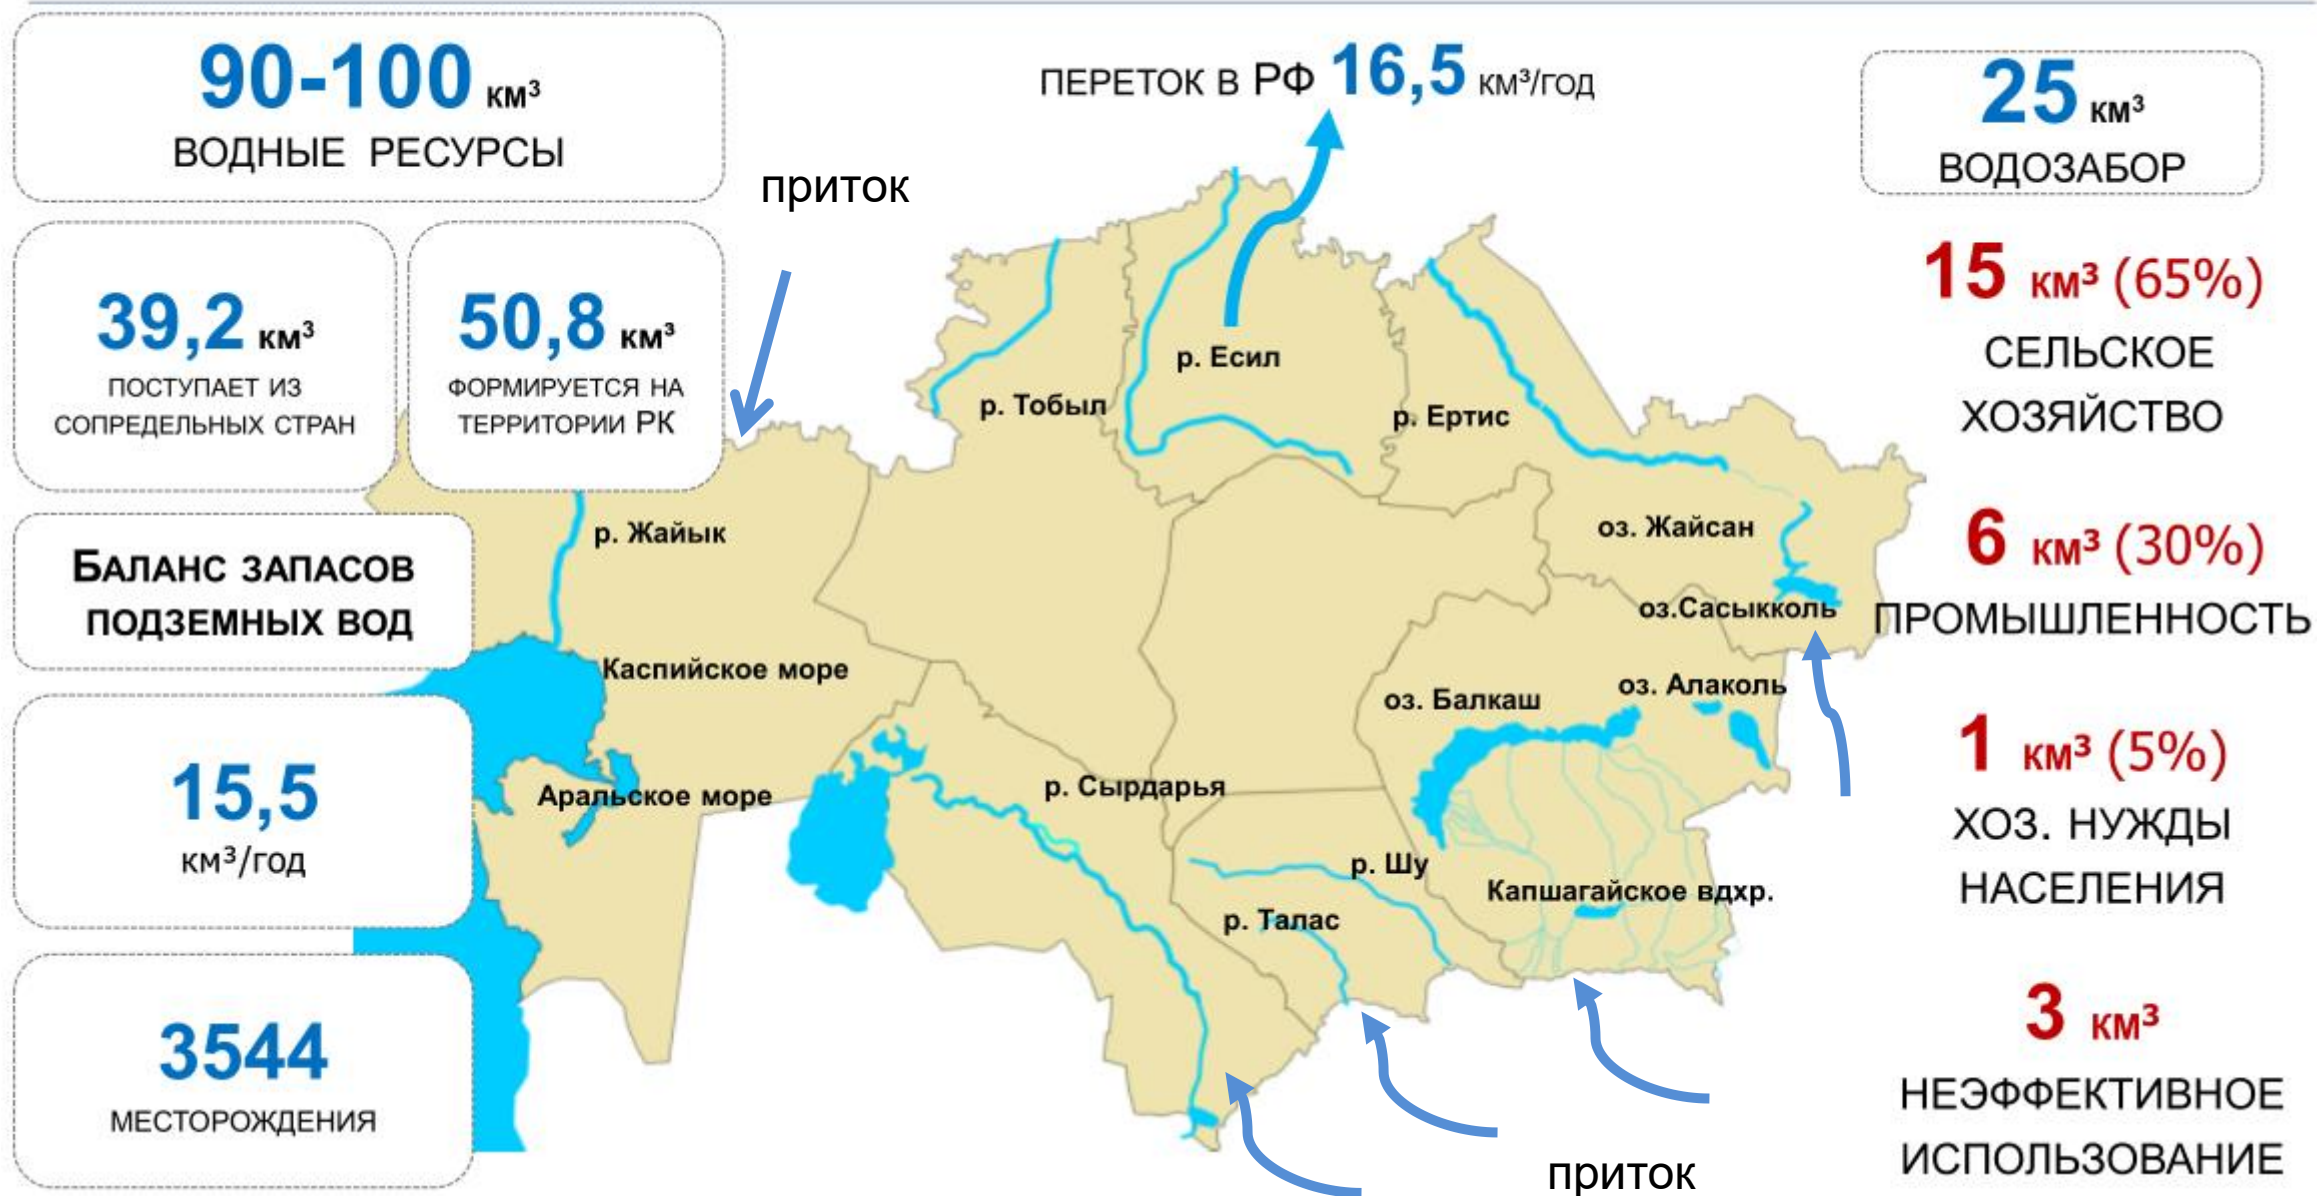 90-100 км³
ВОДНЫЕ РЕСУРСЫ
39,2 км³
ПОСТУПАЕТ ИЗ
СОПРЕДЕЛЬНЫХ СТРАН
50,8 км³
ФОРМИРУЕТСЯ НА
ТЕРРИТОРИИ РК
БАЛАНС ЗАПАСОВ
ПОДЗЕМНЫХ ВОД
15,5
км³/год
3544
МЕСТОРОЖДЕНИЯ
ПЕРЕТОК В РФ 16,5 КМ³/ГОД
приток
р. Есил
р. Тобыл
р. Ертис
р. Жайык
оз. Жайсан
оз.Сасыкколь
Каспийское море
оз. Алаколь
оз. Балкаш
р. Сырдарья
Аральское море
р. Шу
Капшагайское вдхр.
р. Талас
приток
25 км³
ВОДОЗАБОР
15 км³ (65%)
СЕЛЬСКОЕ
ХОЗЯЙСТВО
6 км³ (30%)
ПРОМЫШЛЕННОСТЬ
1 км³ (5%)
ХОЗ. НУЖДЫ
НАСЕЛЕНИЯ
3 км³
НЕЭФФЕКТИВНОЕ
ИСПОЛЬЗОВАНИЕ